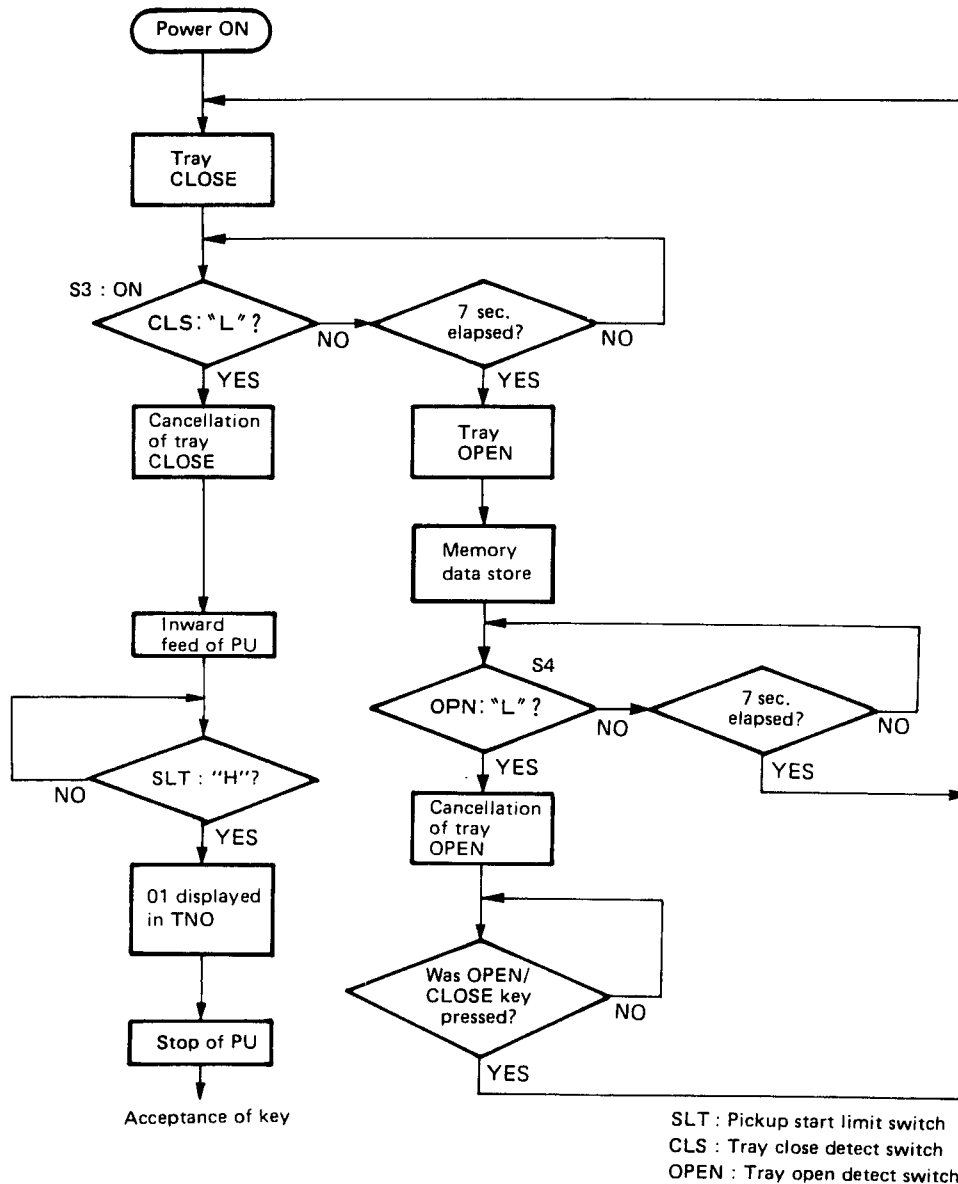 Power ON
Tray
CLOSE
S3 : ON
CLS: "L" ?
NO
YES
7 sec.
elapsed?
NO
YES
Cancellation
of tray
CLOSE
Tray
OPEN
Memory
data store
Inward
feed of PU
S4
OPN: "L" ?
NO
YES
7 sec.
elapsed?
NO
YES
SLT : "H"?
NO
YES
Cancellation
of tray
OPEN
01 displayed
in TNO
Was OPEN/
CLOSE key
pressed?
NO
YES
Stop of PU
Acceptance of key
SLT : Pickup start limit switch
CLS : Tray close detect switch
OPEN : Tray open detect switch